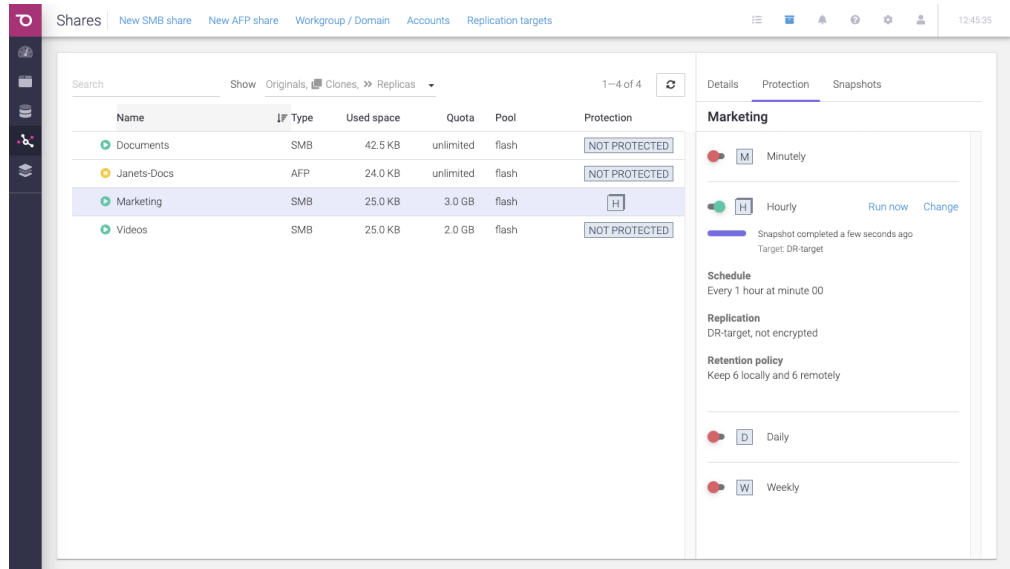 Shares New SMB share New AFP share Workgroup / Domain Accounts Replication targets 12:45:35
Search Show Originals, Clones, Replicas 1—4 of 4
Details Protection Snapshots
Name Type Used space Quota Pool Protection
Documents SMB 42.5 KB unlimited flash NOT PROTECTED
Janets-Docs AFP 24.0 KB unlimited flash NOT PROTECTED
Marketing SMB 25.0 KB 3.0 GB flash H
Videos SMB 25.0 KB 2.0 GB flash NOT PROTECTED
Marketing
M Minutely
H Hourly Run now Change
Snapshot completed a few seconds ago
Target: DR-target
Schedule
Every 1 hour at minute 00
Replication
DR-target, not encrypted
Retention policy
Keep 6 locally and 6 remotely
D Daily
W Weekly